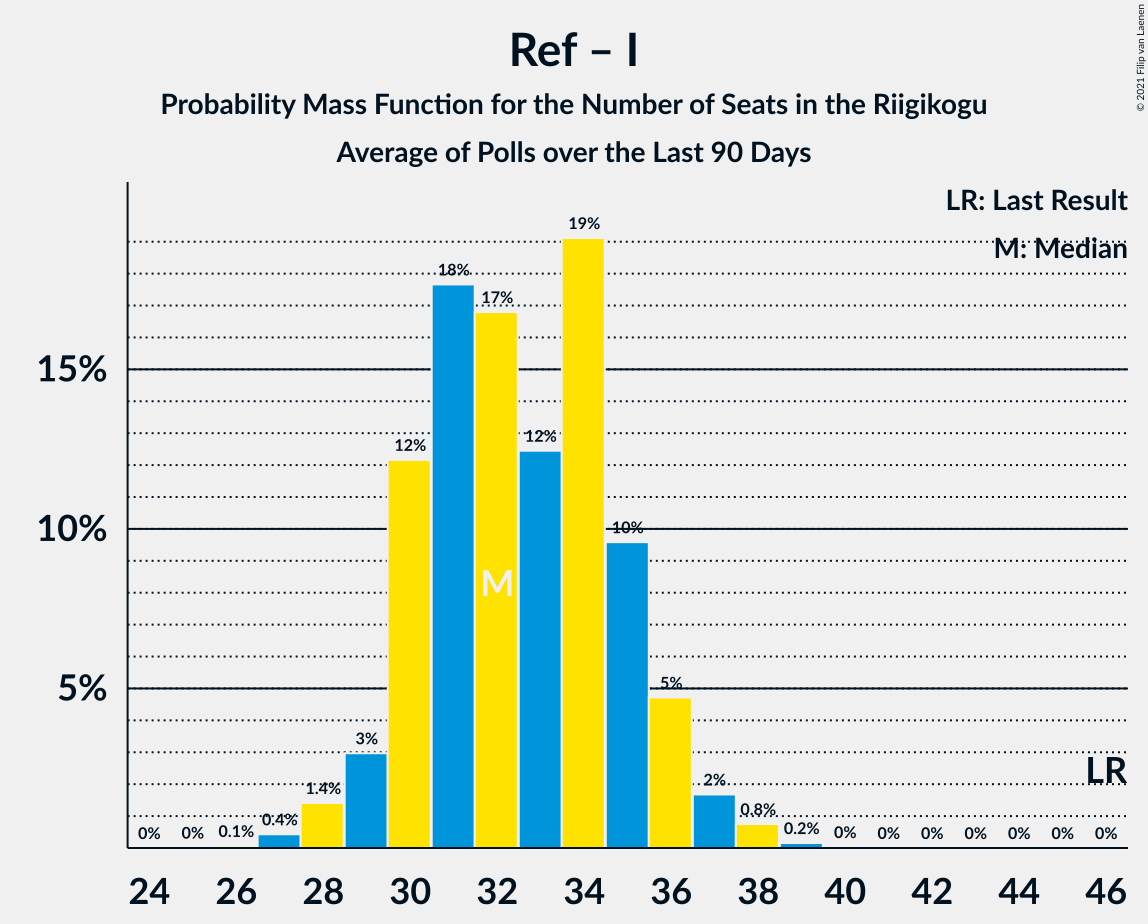 Ref – I
Probability Mass Function for the Number of Seats in the Riigikogu
Average of Polls over the Last 90 Days
© 2021 Filip van Laenen
LR: Last Result
M: Median
15%
10%
5%
0%
0%
0.1%
0.4%
1.4%
3%
12%
18%
17%
12%
19%
10%
5%
2%
0.8%
0.2%
0%
0%
0%
0%
0%
0%
0%
M
LR
24 26 28 30 32 34 36 38 40 42 44 46